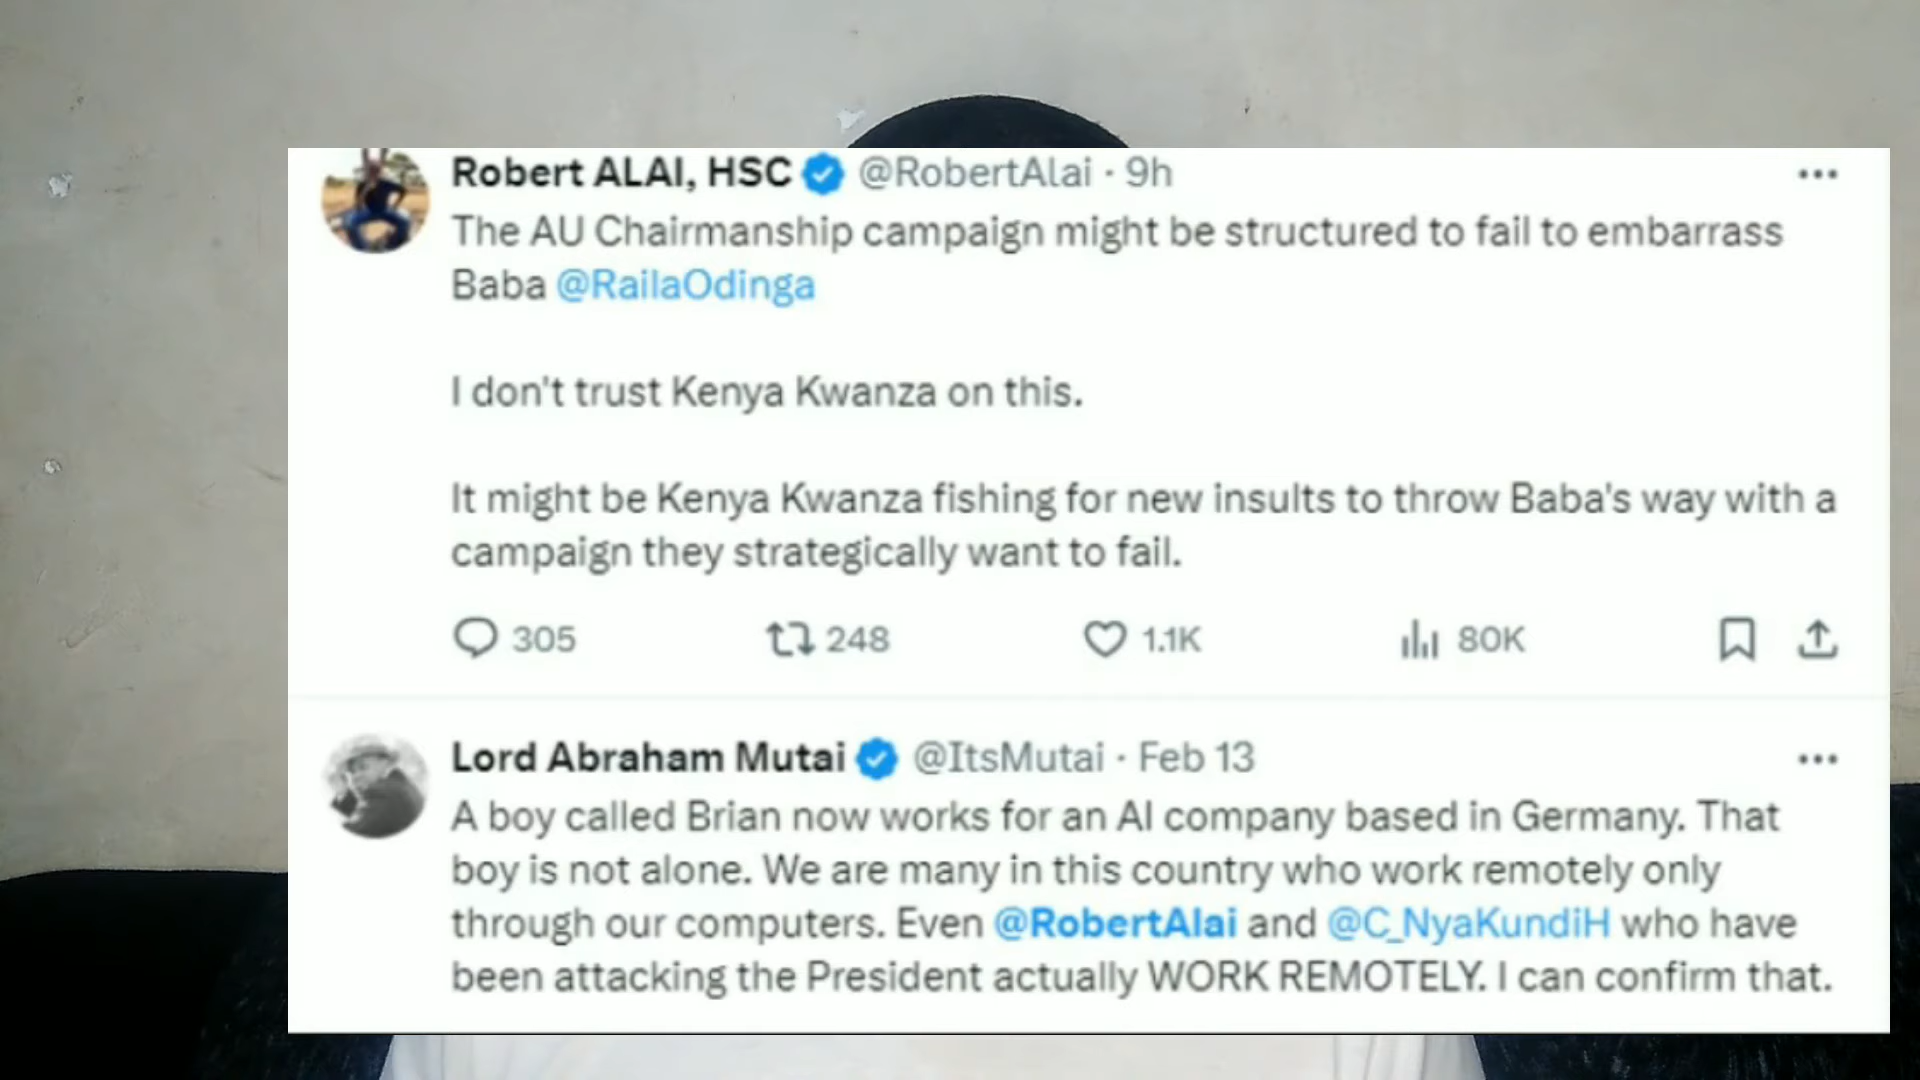 Robert ALAI, HSC @RobertAlai · 9h
The AU Chairmanship campaign might be structured to fail to embarrass
Baba @RailaOdinga
I don't trust Kenya Kwanza on this.
It might be Kenya Kwanza fishing for new insults to throw Baba's way with a
campaign they strategically want to fail.
305 248 1.1K 80K
Lord Abraham Mutai @ItsMutai · Feb 13
A boy called Brian now works for an AI company based in Germany. That
boy is not alone. We are many in this country who work remotely only
through our computers. Even @RobertAlai and @C_NyaKundiH who have
been attacking the President actually WORK REMOTELY. I can confirm that.